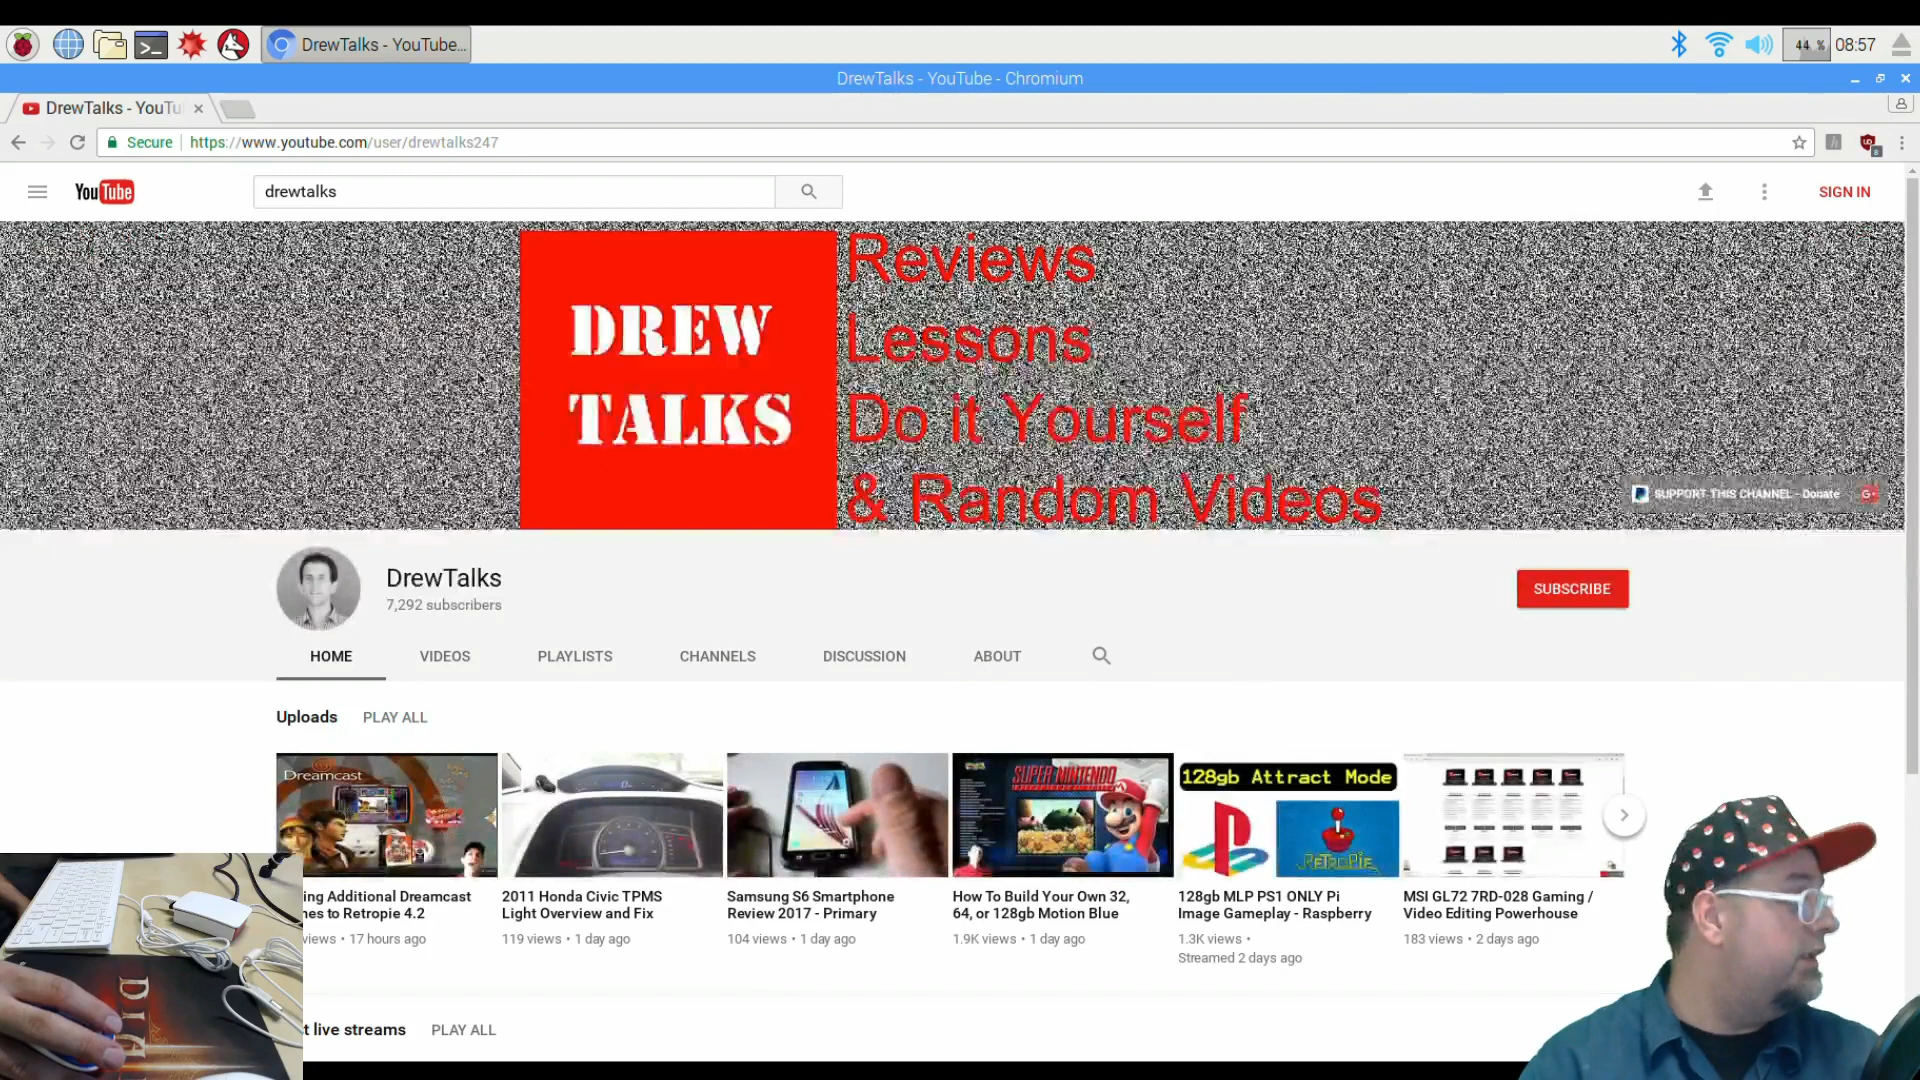 DrewTalks - YouTube...
44 %
08:57
DrewTalks - YouTube - Chromium
DrewTalks - YouTu
Secure
https://www.youtube.com/user/drewtalks247
YouTube
drewtalks
SIGN IN
DREW
TALKS
Reviews
Lessons
Do it Yourself
& Random Videos
SUPPORT THIS CHANNEL - Donate
G+
DrewTalks
7,292 subscribers
SUBSCRIBE
HOME
VIDEOS
PLAYLISTS
CHANNELS
DISCUSSION
ABOUT
Uploads
PLAY ALL
Dreamcast
SUPER NINTENDO
128gb Attract Mode
RETROPIE
ing Additional Dreamcast
nes to Retropie 4.2
views • 17 hours ago
2011 Honda Civic TPMS
Light Overview and Fix
119 views • 1 day ago
Samsung S6 Smartphone
Review 2017 - Primary
104 views • 1 day ago
How To Build Your Own 32,
64, or 128gb Motion Blue
1.9K views • 1 day ago
128gb MLP PS1 ONLY Pi
Image Gameplay - Raspberry
1.3K views •
Streamed 2 days ago
MSI GL72 7RD-028 Gaming /
Video Editing Powerhouse
183 views • 2 days ago
t live streams
PLAY ALL